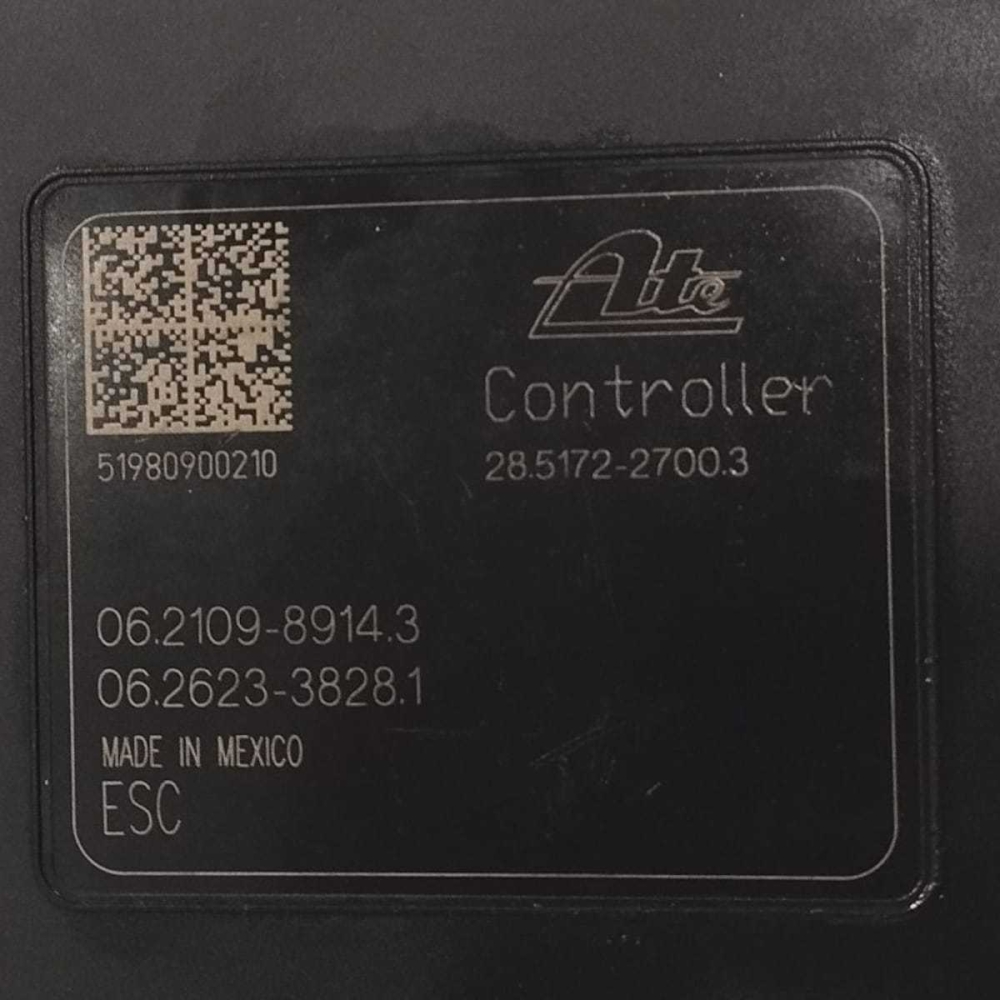 Ate
Controller
51980900210
28.5172-2700.3
06.2109-8914.3
06.2623-3828.1
MADE IN MEXICO
ESC